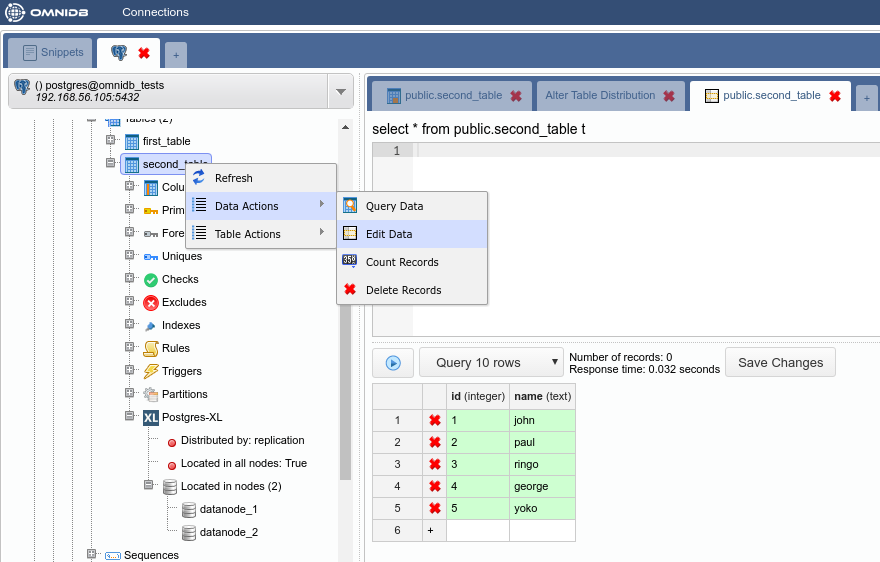 OMNIDB Connections
Snippets
+
() postgres@omnidb_tests
192.168.56.105:5432
Tables (2)
first_table
second_table
Colu
Prim
Fore
Uniques
Checks
Excludes
Indexes
Rules
Triggers
Partitions
XL Postgres-XL
Distributed by: replication
Located in all nodes: True
Located in nodes (2)
datanode_1
datanode_2
Sequences
Refresh
Data Actions
Table Actions
Query Data
Edit Data
Count Records
Delete Records
public.second_table
Alter Table Distribution
public.second_table
+
select * from public.second_table t
1
Query 10 rows
Number of records: 0
Response time: 0.032 seconds
Save Changes
id (integer) name (text)
1 1 john
2 2 paul
3 3 ringo
4 4 george
5 5 yoko
6 +